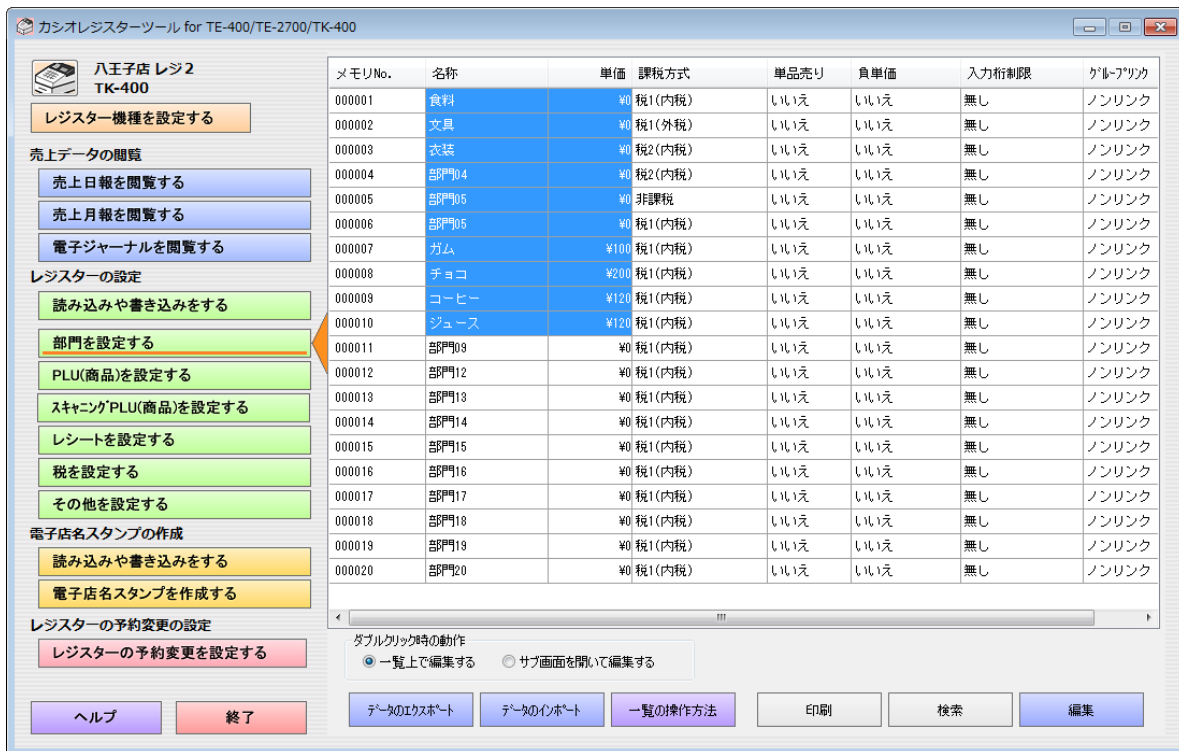 カシオレジスターツール for TE-400/TE-2700/TK-400
八王子店 レジ2
TK-400
レジスター機種を設定する
売上データの閲覧
売上日報を閲覧する
売上月報を閲覧する
電子ジャーナルを閲覧する
レジスターの設定
読み込みや書き込みをする
部門を設定する
PLU(商品)を設定する
ｽｷｬﾆﾝｸﾞPLU(商品)を設定する
レシートを設定する
税を設定する
その他を設定する
電子店名スタンプの作成
読み込みや書き込みをする
電子店名スタンプを作成する
レジスターの予約変更の設定
レジスターの予約変更を設定する
ヘルプ 終了
メモリNo. 名称 単価 課税方式 単品売り 負単価 入力桁制限 ｸﾞﾙｰﾌﾟﾘﾝｸ
000001 食料 ¥0 税1(内税) いいえ いいえ 無し ノンリンク
000002 文具 ¥0 税1(外税) いいえ いいえ 無し ノンリンク
000003 衣装 ¥0 税2(内税) いいえ いいえ 無し ノンリンク
000004 部門04 ¥0 税2(内税) いいえ いいえ 無し ノンリンク
000005 部門05 ¥0 非課税 いいえ いいえ 無し ノンリンク
000006 部門05 ¥0 税1(内税) いいえ いいえ 無し ノンリンク
000007 ガム ¥100 税1(内税) いいえ いいえ 無し ノンリンク
000008 チョコ ¥200 税1(内税) いいえ いいえ 無し ノンリンク
000009 コーヒー ¥120 税1(内税) いいえ いいえ 無し ノンリンク
000010 ジュース ¥120 税1(内税) いいえ いいえ 無し ノンリンク
000011 部門09 ¥0 税1(内税) いいえ いいえ 無し ノンリンク
000012 部門12 ¥0 税1(内税) いいえ いいえ 無し ノンリンク
000013 部門13 ¥0 税1(内税) いいえ いいえ 無し ノンリンク
000014 部門14 ¥0 税1(内税) いいえ いいえ 無し ノンリンク
000015 部門15 ¥0 税1(内税) いいえ いいえ 無し ノンリンク
000016 部門16 ¥0 税1(内税) いいえ いいえ 無し ノンリンク
000017 部門17 ¥0 税1(内税) いいえ いいえ 無し ノンリンク
000018 部門18 ¥0 税1(内税) いいえ いいえ 無し ノンリンク
000019 部門19 ¥0 税1(内税) いいえ いいえ 無し ノンリンク
000020 部門20 ¥0 税1(内税) いいえ いいえ 無し ノンリンク
ダブルクリック時の動作
一覧上で編集する サブ画面を開いて編集する
ﾃﾞｰﾀのｴｸｽﾎﾟｰﾄ ﾃﾞｰﾀのｲﾝﾎﾟｰﾄ 一覧の操作方法 印刷 検索 編集